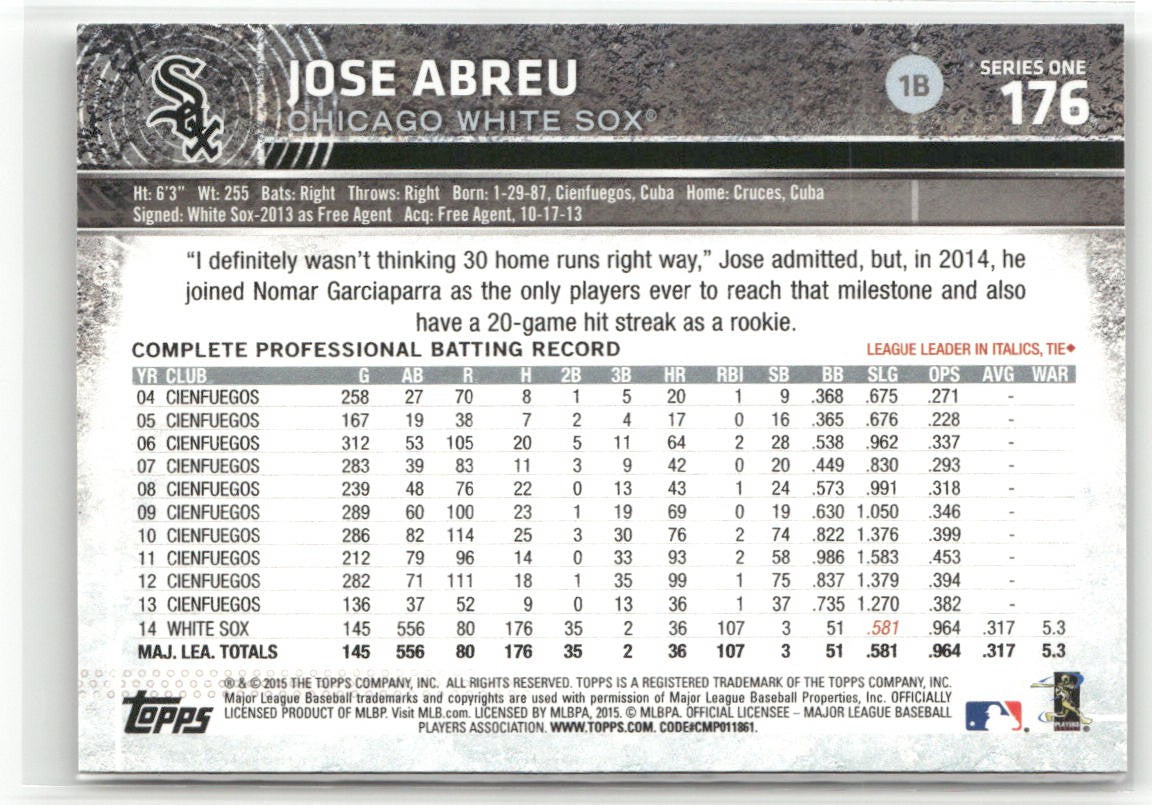 Sox
JOSE ABREU
CHICAGO WHITE SOX®
1B
SERIES ONE
176
Ht: 6'3" Wt: 255 Bats: Right Throws: Right Born: 1-29-87, Cienfuegos, Cuba Home: Cruces, Cuba
Signed: White Sox-2013 as Free Agent Acq: Free Agent, 10-17-13
"I definitely wasn't thinking 30 home runs right way," Jose admitted, but, in 2014, he
joined Nomar Garciaparra as the only players ever to reach that milestone and also
have a 20-game hit streak as a rookie.
COMPLETE PROFESSIONAL BATTING RECORD LEAGUE LEADER IN ITALICS, TIE◆
YR CLUB G AB R H 2B 3B HR RBI SB BB SLG OPS AVG WAR
04 CIENFUEGOS 258 27 70 8 1 5 20 1 9 .368 .675 .271 -
05 CIENFUEGOS 167 19 38 7 2 4 17 0 16 .365 .676 .228 -
06 CIENFUEGOS 312 53 105 20 5 11 64 2 28 .538 .962 .337 -
07 CIENFUEGOS 283 39 83 11 3 9 42 0 20 .449 .830 .293 -
08 CIENFUEGOS 239 48 76 22 0 13 43 1 24 .573 .991 .318 -
09 CIENFUEGOS 289 60 100 23 1 19 69 0 19 .630 1.050 .346 -
10 CIENFUEGOS 286 82 114 25 3 30 76 2 74 .822 1.376 .399 -
11 CIENFUEGOS 212 79 96 14 0 33 93 2 58 .986 1.583 .453 -
12 CIENFUEGOS 282 71 111 18 1 35 99 1 75 .837 1.379 .394 -
13 CIENFUEGOS 136 37 52 9 0 13 36 1 37 .735 1.270 .382 -
14 WHITE SOX 145 556 80 176 35 2 36 107 3 51 .581 .964 .317 5.3
MAJ. LEA. TOTALS 145 556 80 176 35 2 36 107 3 51 .581 .964 .317 5.3
® & © 2015 THE TOPPS COMPANY, INC. ALL RIGHTS RESERVED. TOPPS IS A REGISTERED TRADEMARK OF THE TOPPS COMPANY, INC.
Major League Baseball trademarks and copyrights are used with permission of Major League Baseball Properties, Inc. OFFICIALLY
LICENSED PRODUCT OF MLBP. Visit MLB.com. LICENSED BY MLBPA, 2015. © MLBPA. OFFICIAL LICENSEE – MAJOR LEAGUE BASEBALL
PLAYERS ASSOCIATION. WWW.TOPPS.COM. CODE#CMP011861.
topps
PLAYERS